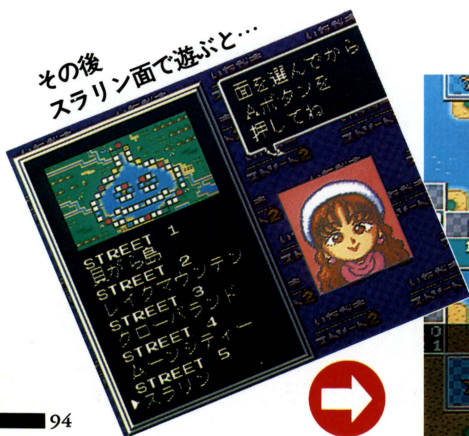 その後
スラリン面で遊ぶと…
面を選んでから
Aボタンを
押してね
STREET 1
貝がら島
STREET 2
レイクマウンテン
STREET 3
クローバランド
STREET 4
ムーンシティー
STREET 5
▶スラリン
94